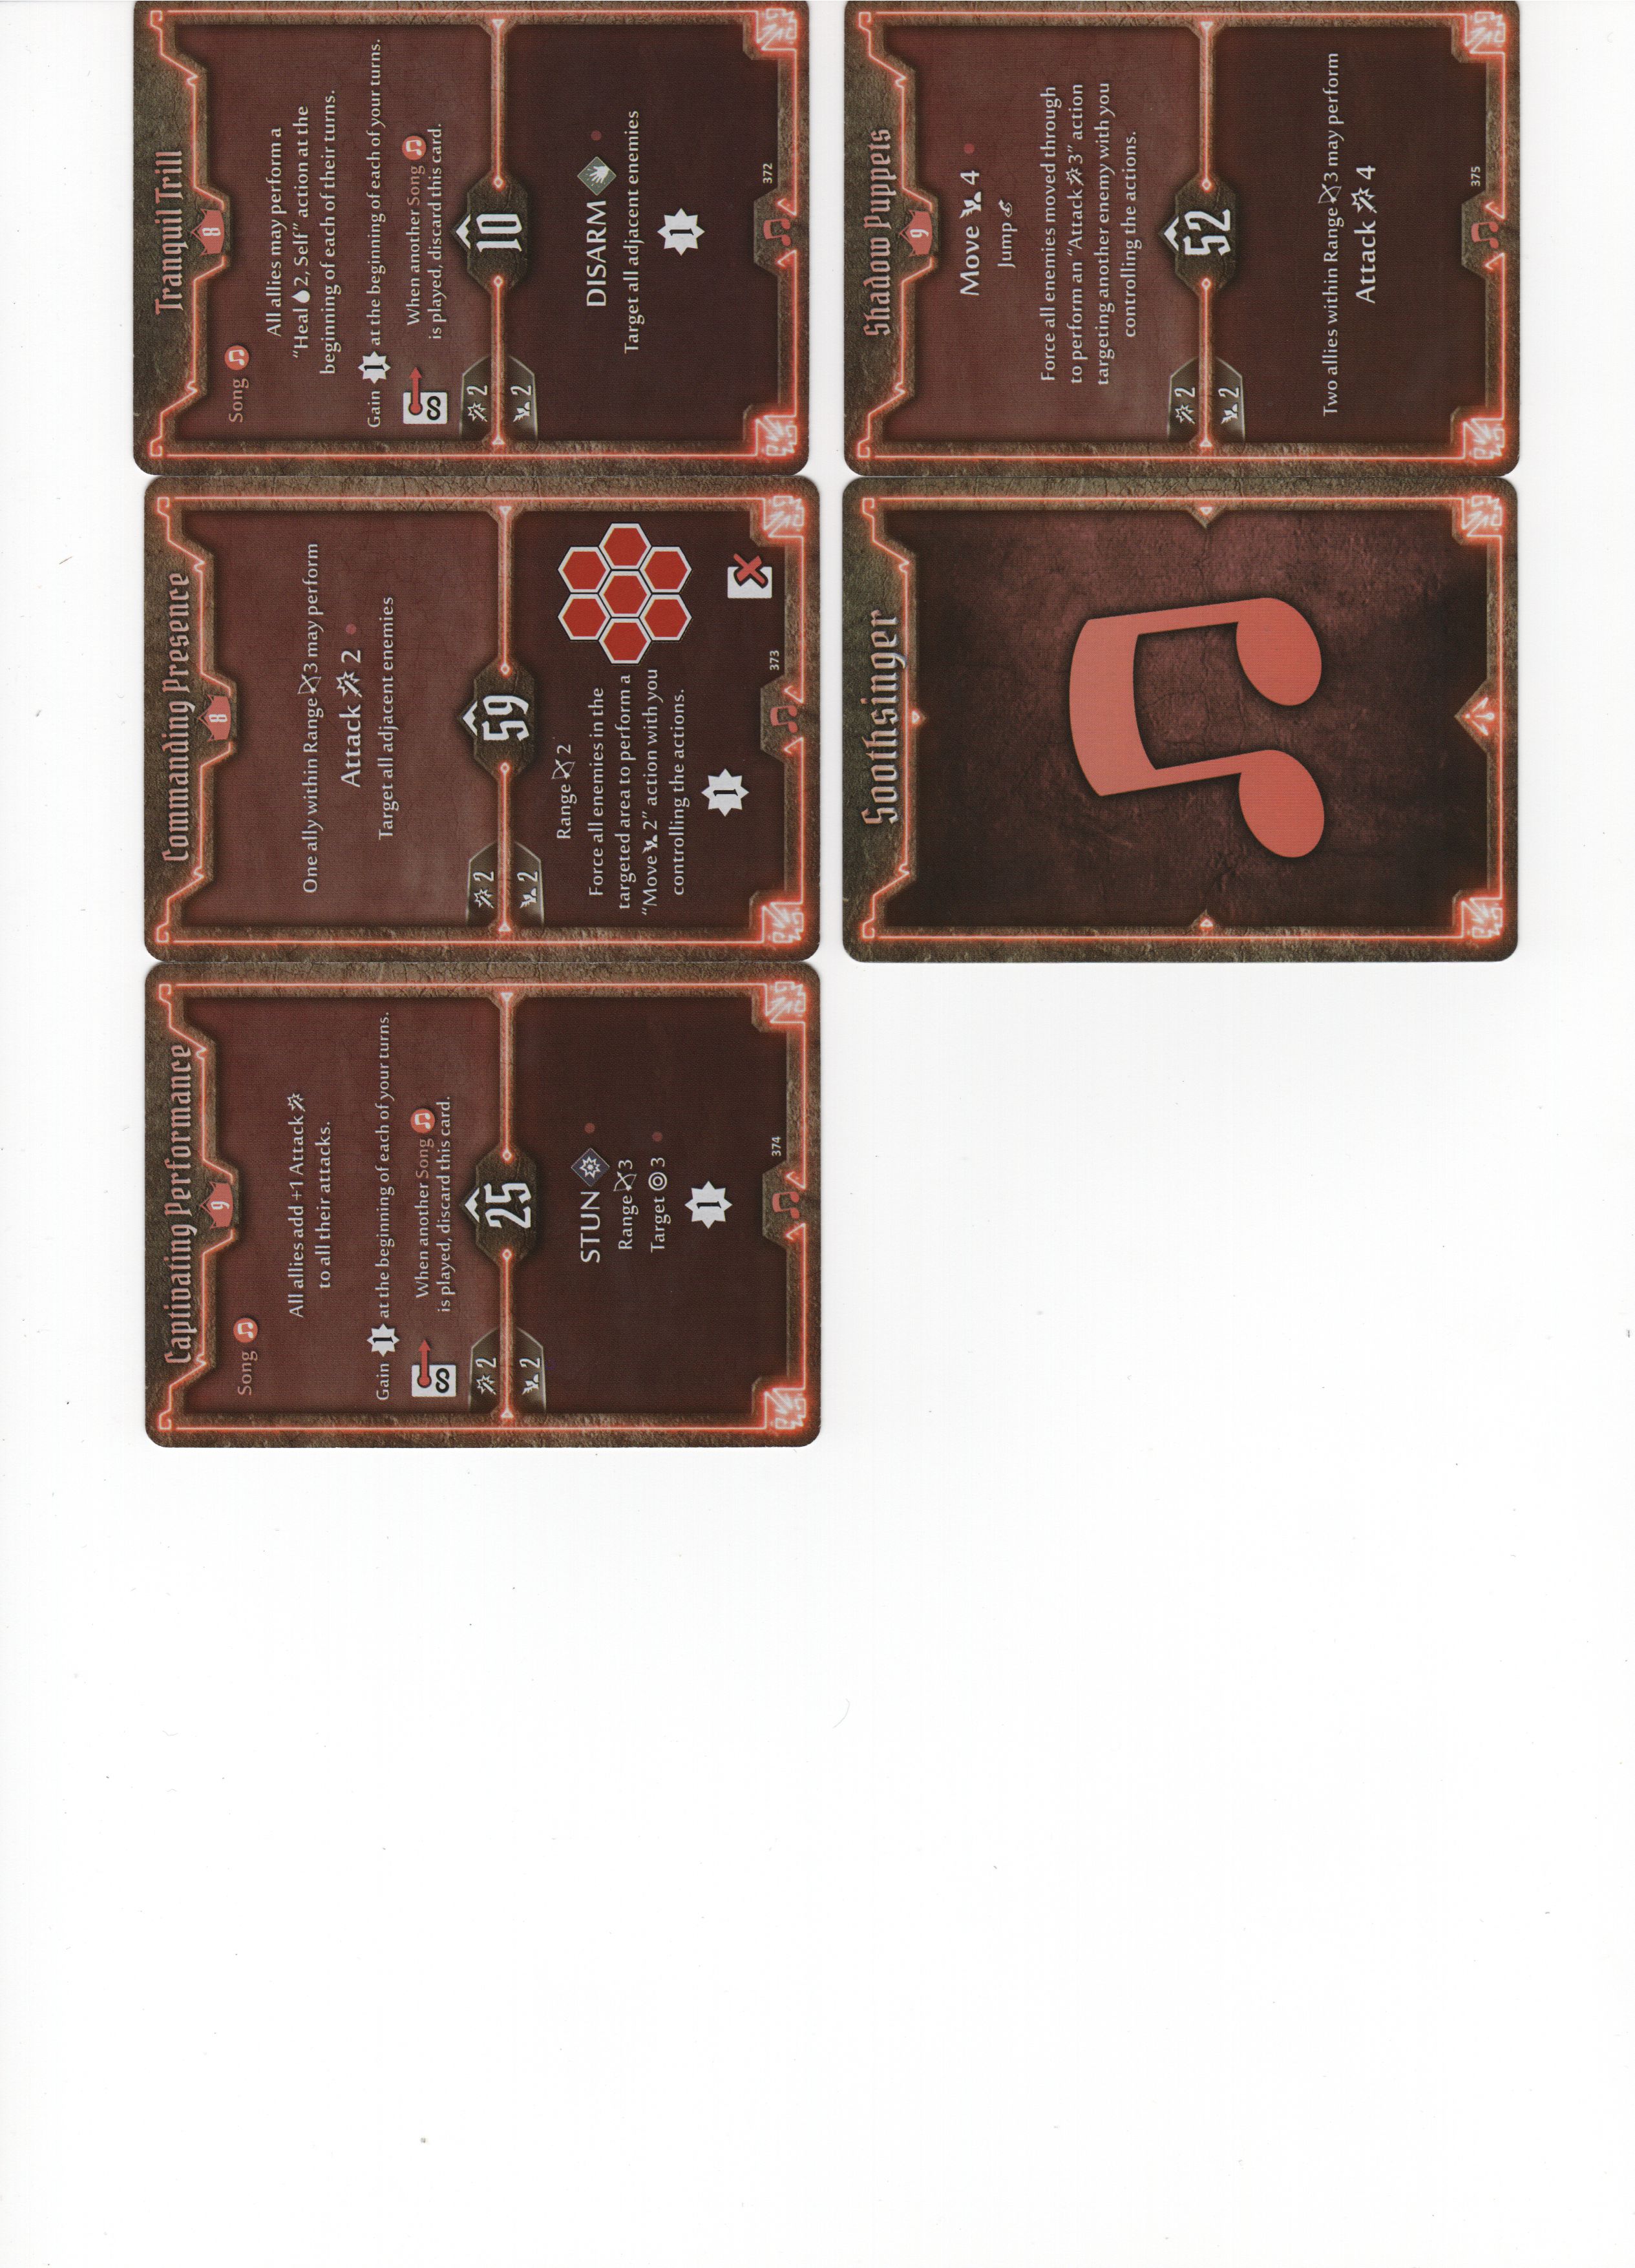 Captivating Performance
9
Song
All allies add +1 Attack
to all their attacks.
Gain 1 at the beginning of each of your turns.
When another Song
is played, discard this card.
2
25
2
STUN
Range 3
Target 3
1
374
Commanding Presence
8
One ally within Range 3 may perform
Attack 2
Target all adjacent enemies
2
59
2
Range 2
Force all enemies in the
targeted area to perform a
“Move 2” action with you
controlling the actions.
1
373
Tranquil Trill
8
Song
All allies may perform a
“Heal 2, Self” action at the
beginning of each of their turns.
Gain 1 at the beginning of each of your turns.
When another Song
is played, discard this card.
2
10
2
DISARM
Target all adjacent enemies
1
372
Soothsinger
Shadow Puppets
9
Move 4
Jump
Force all enemies moved through
to perform an “Attack 3” action
targeting another enemy with you
controlling the actions.
2
52
2
Two allies within Range 3 may perform
Attack 4
375